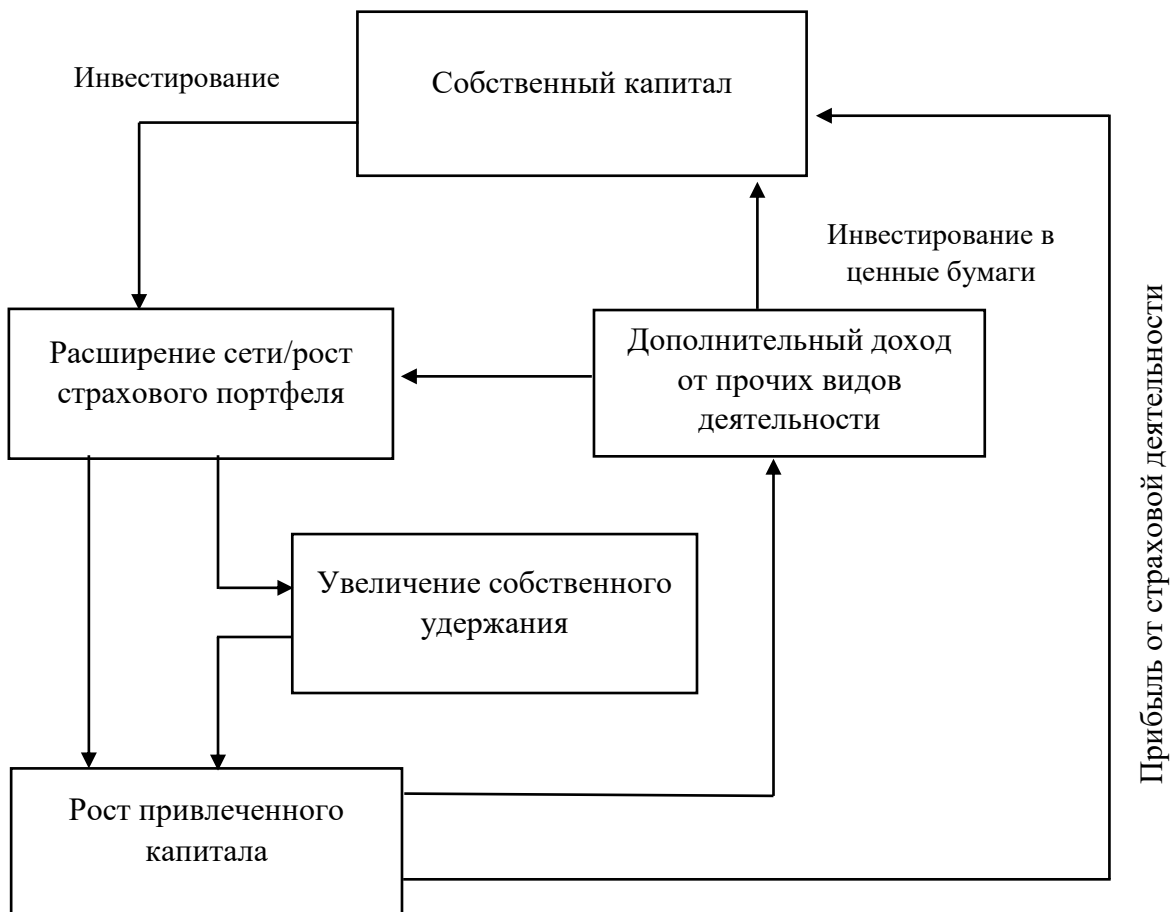 Инвестирование
Собственный капитал
Инвестирование в
ценные бумаги
Расширение сети/рост
страхового портфеля
Дополнительный доход
от прочих видов
деятельности
Увеличение собственного
удержания
Рост привлеченного
капитала
Прибыль от страховой деятельности